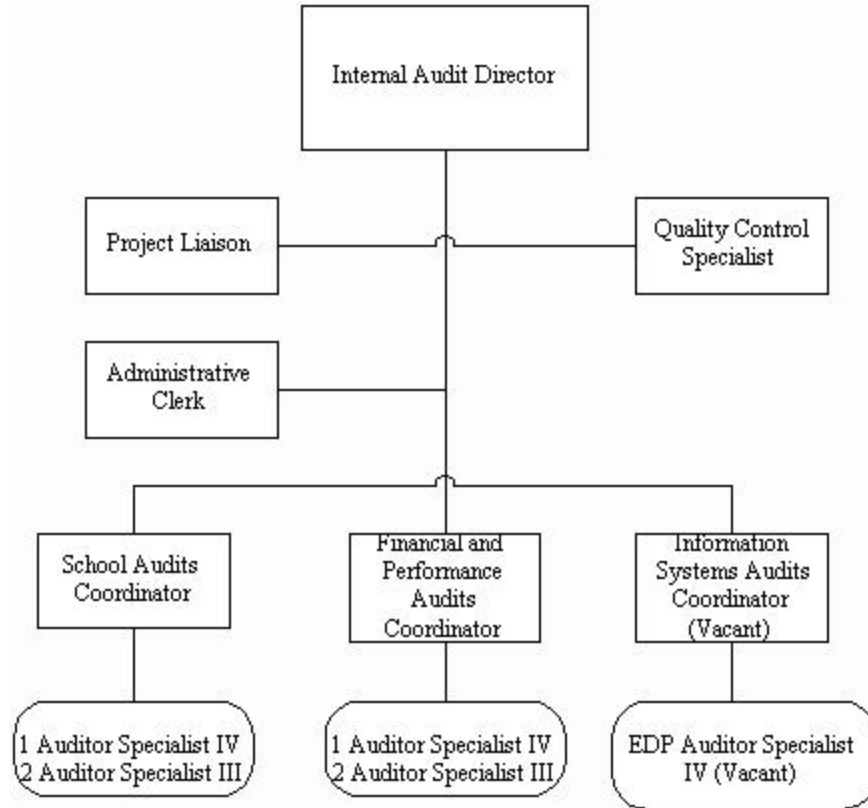 Internal Audit Director
Project Liaison
Quality Control
Specialist
Administrative
Clerk
School Audits
Coordinator
Financial and
Performance
Audits
Coordinator
Information
Systems Audits
Coordinator
(Vacant)
1 Auditor Specialist IV
2 Auditor Specialist III
1 Auditor Specialist IV
2 Auditor Specialist III
EDP Auditor Specialist
IV (Vacant)